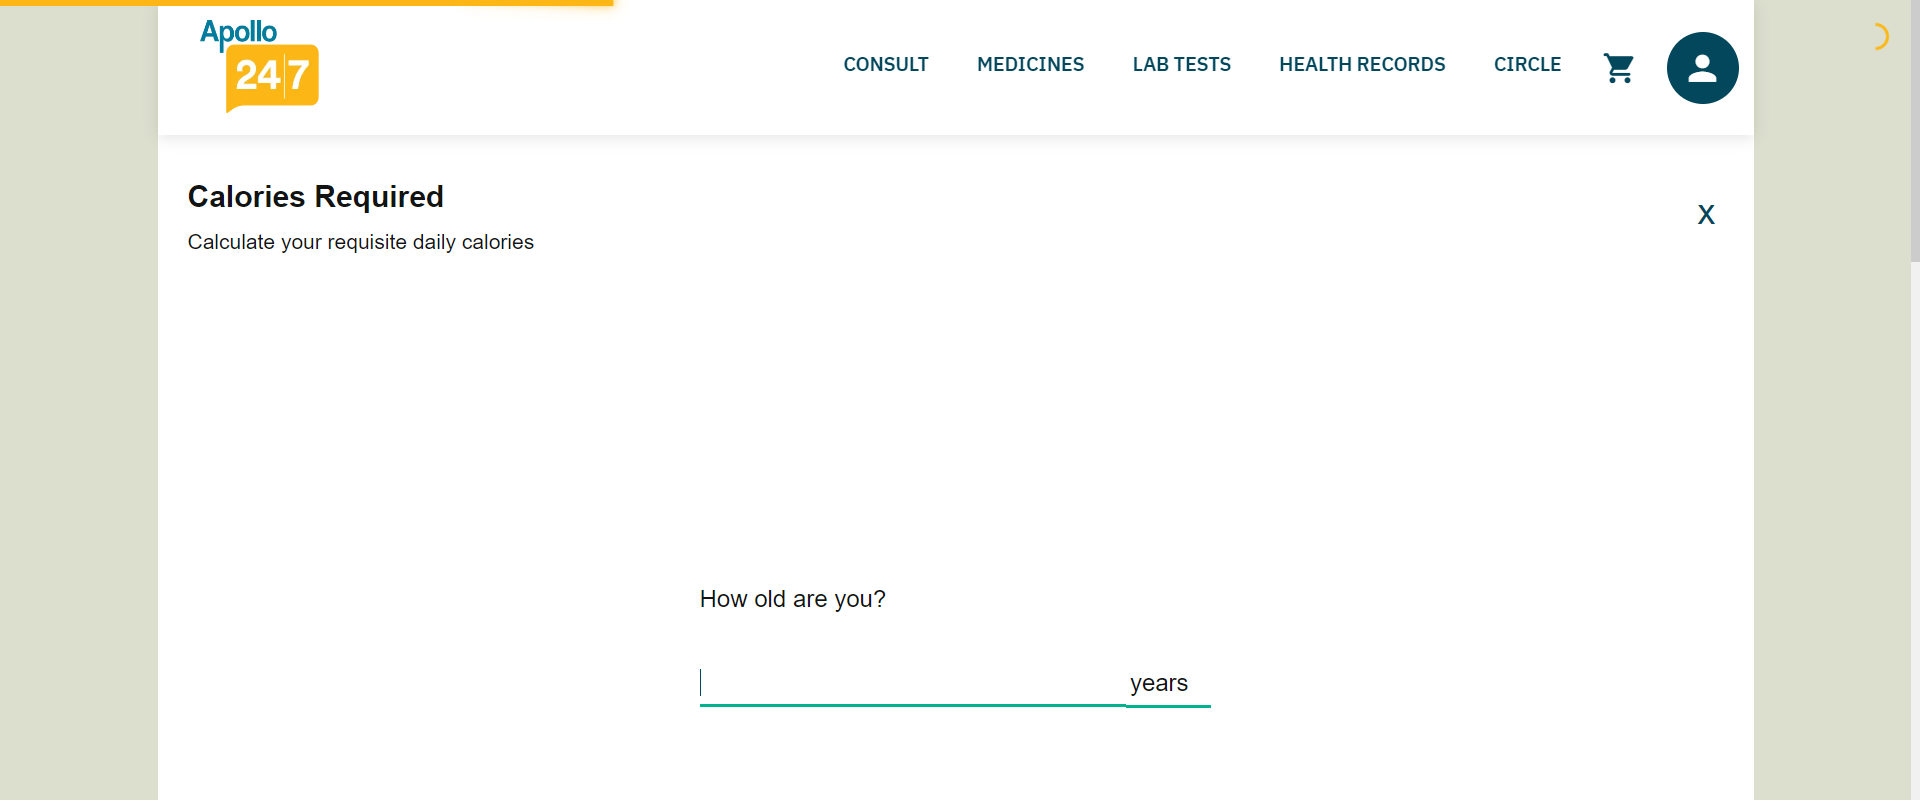 Apollo
24|7
CONSULT MEDICINES LAB TESTS HEALTH RECORDS CIRCLE
Calories Required
X
Calculate your requisite daily calories
How old are you?
years